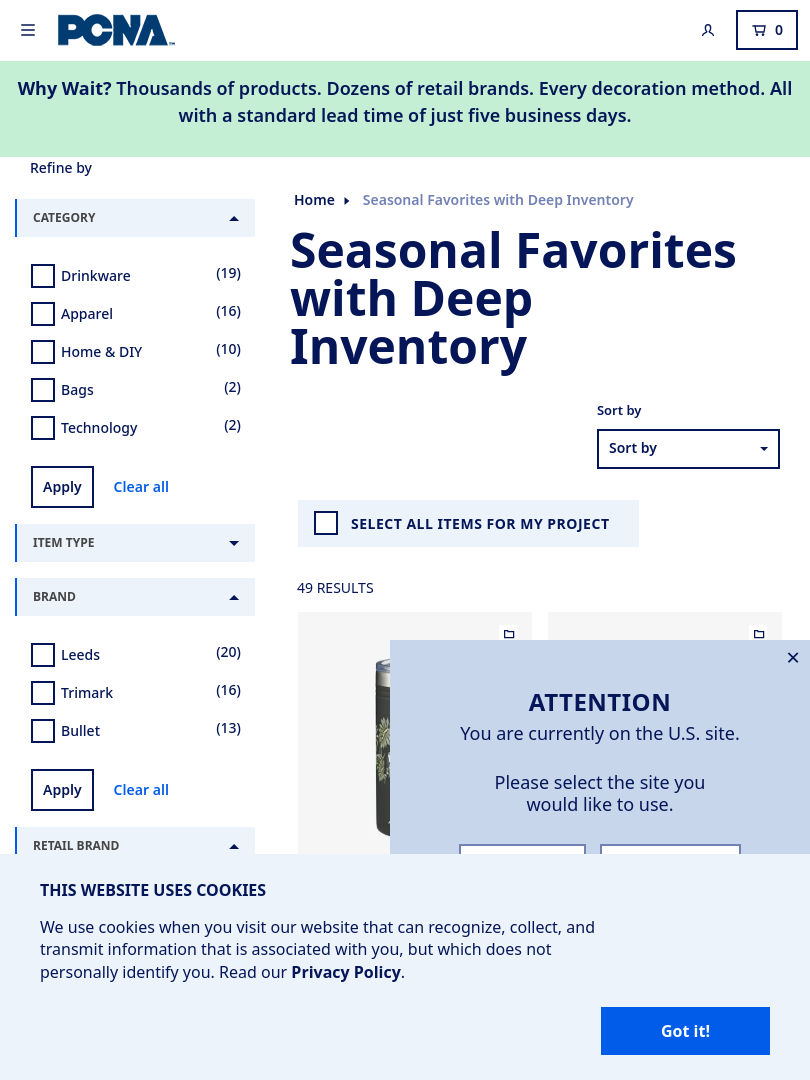 PCNA
0
Why Wait? Thousands of products. Dozens of retail brands. Every decoration method. All
with a standard lead time of just five business days.
Refine by
CATEGORY
Drinkware (19)
Apparel (16)
Home & DIY (10)
Bags (2)
Technology (2)
Apply Clear all
ITEM TYPE
BRAND
Leeds (20)
Trimark (16)
Bullet (13)
Apply Clear all
RETAIL BRAND
Home Seasonal Favorites with Deep Inventory
Seasonal Favorites
with Deep
Inventory
Sort by
Sort by
SELECT ALL ITEMS FOR MY PROJECT
49 RESULTS
ATTENTION
You are currently on the U.S. site.
Please select the site you
would like to use.
THIS WEBSITE USES COOKIES
We use cookies when you visit our website that can recognize, collect, and
transmit information that is associated with you, but which does not
personally identify you. Read our Privacy Policy.
Got it!